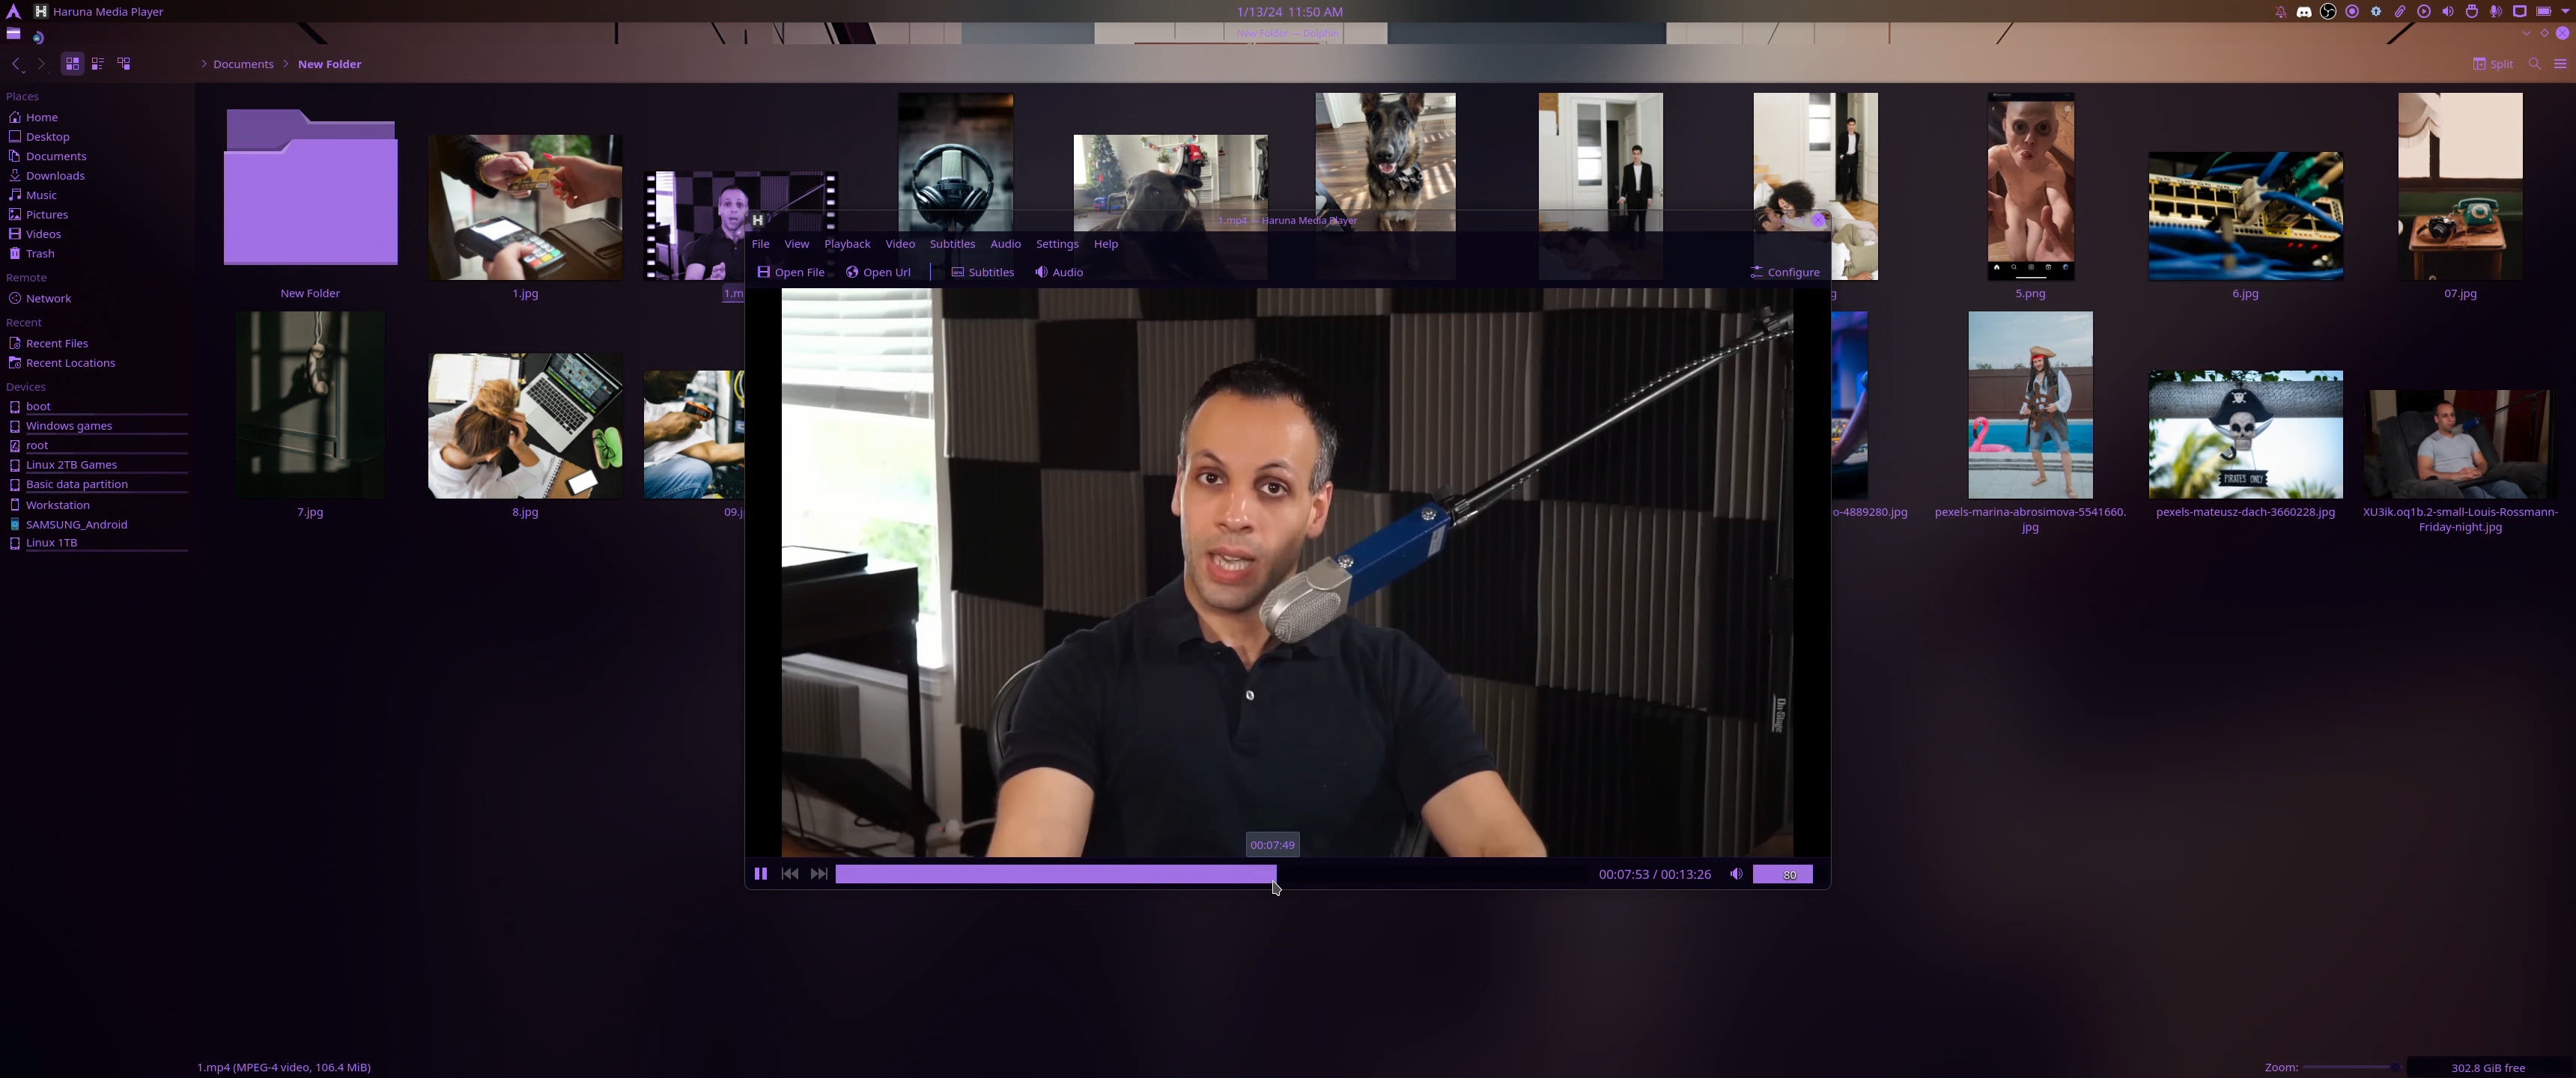 Haruna Media Player
1/13/24 11:50 AM
New Folder — Dolphin
Documents
New Folder
Split
Places
Home
Desktop
Documents
Downloads
Music
Pictures
Videos
Trash
Remote
Network
Recent
Recent Files
Recent Locations
Devices
boot
Windows games
root
Linux 2TB Games
Basic data partition
Workstation
SAMSUNG_Android
Linux 1TB
New Folder
1.jpg
1.m
5.png
6.jpg
07.jpg
7.jpg
8.jpg
09.j
o-4889280.jpg
pexels-marina-abrosimova-5541660.
jpg
PIRATES ONLY
pexels-mateusz-dach-3660228.jpg
XU3ik.oq1b.2-small-Louis-Rossmann-
Friday-night.jpg
1.mp4 — Haruna Media Player
File View Playback Video Subtitles Audio Settings Help
Open File Open Url Subtitles Audio Configure
On-Stage
00:07:49
00:07:53 / 00:13:26
80
1.mp4 (MPEG-4 video, 106.4 MiB)
Zoom:
302.8 GiB free